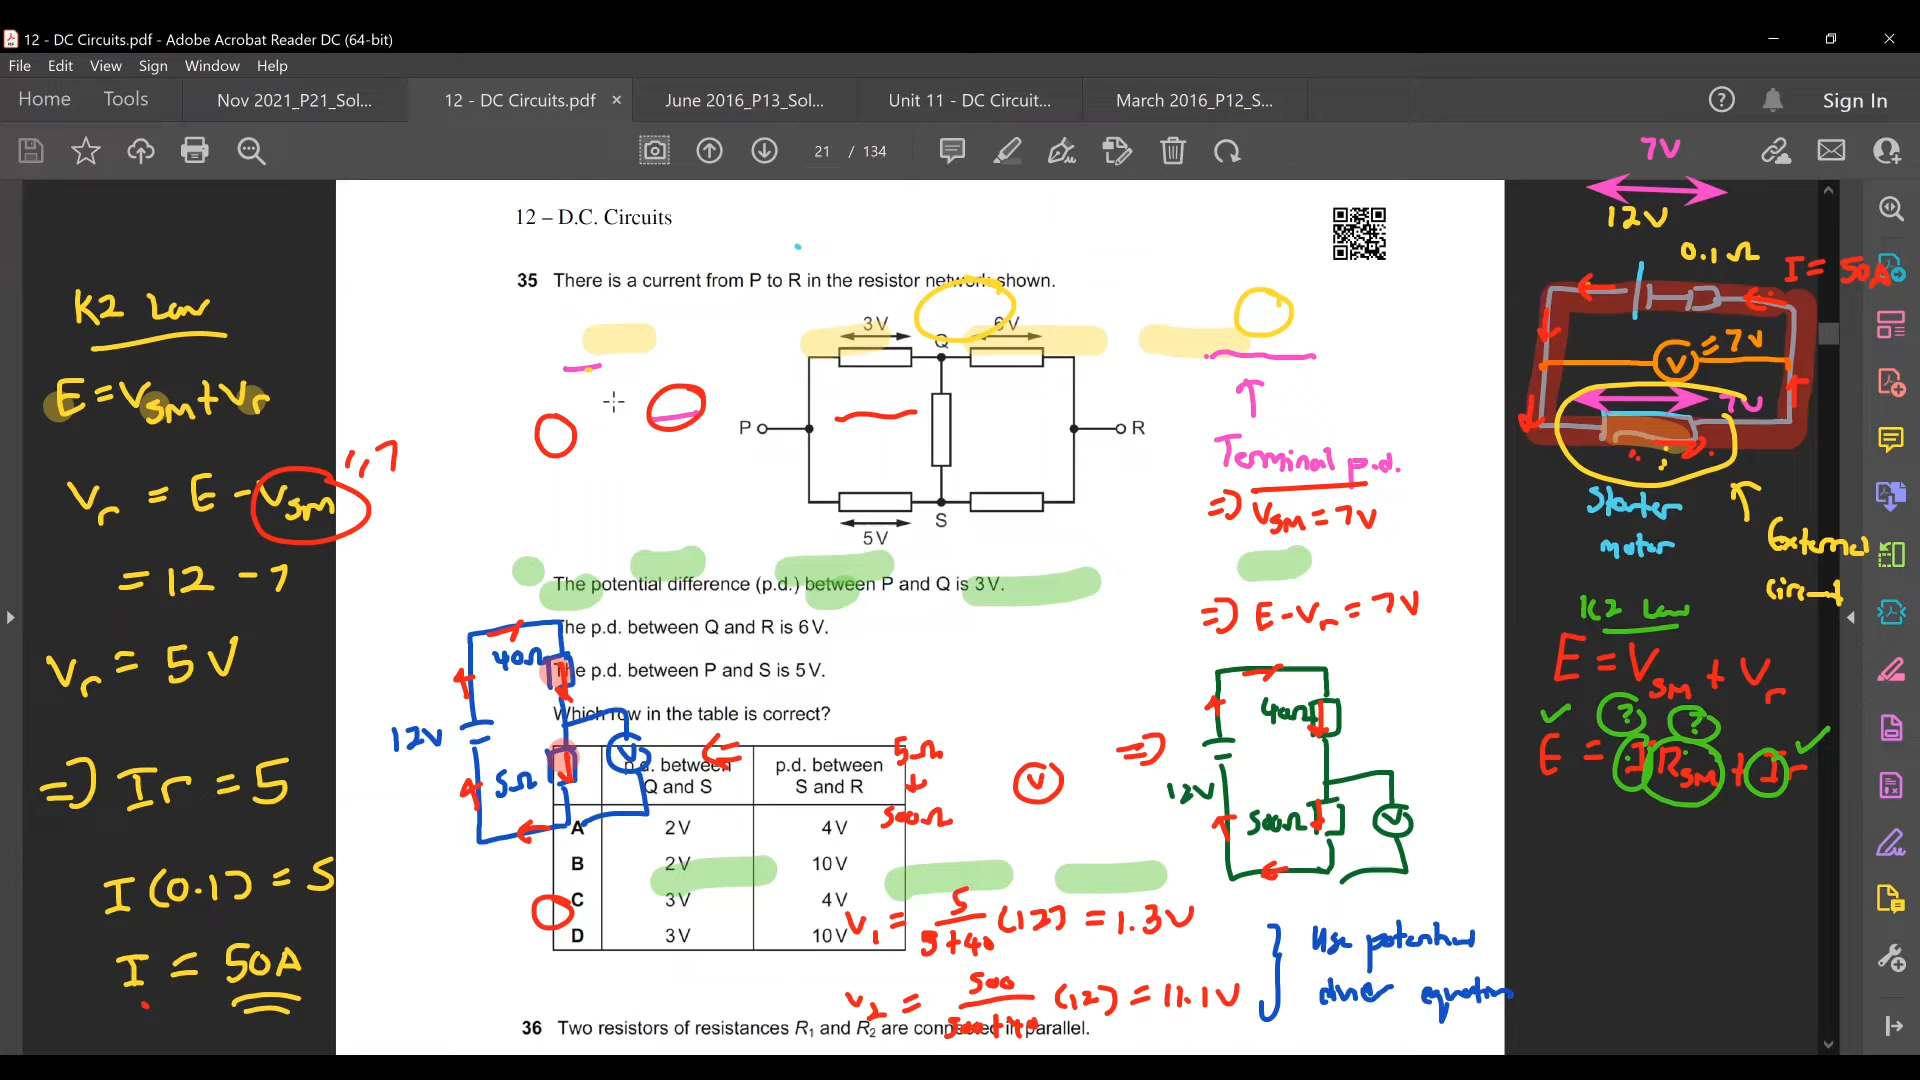 12 - DC Circuits.pdf - Adobe Acrobat Reader DC (64-bit)
File Edit View Sign Window Help
Home Tools Nov 2021_P21_Sol... 12 - DC Circuits.pdf × June 2016_P13_Sol... Unit 11 - DC Circuit... March 2016_P12_S... Sign In
21 / 134
7V
12V
0.1 Ω
I = 50A
V = 7V
7V
Starter motor
External circuit
K2 Law
E = Vsm + Vr
E = I Rsm + Ir
? ?
K2 Law
E = Vsm + Vr
Vr = E - Vsm
= 12 - 7
Vr = 5V
=> Ir = 5
I (0.1) = 5
I = 50A
12 – D.C. Circuits
35 There is a current from P to R in the resistor network shown.
3V 6V
Q
P R
S
5V
Terminal p.d.
=> Vsm = 7V
=> E - Vr = 7V
The potential difference (p.d.) between P and Q is 3V.
The p.d. between Q and R is 6V.
The p.d. between P and S is 5V.
Which row in the table is correct?
p.d. between Q and S p.d. between S and R
A 2V 4V
B 2V 10V
C 3V 4V
D 3V 10V
40Ω
12V
5Ω
V
5Ω
500Ω
V
=>
40Ω
12V
500Ω
V
V1 = 5 / 5+40 (12) = 1.3V
V2 = 500 / 500+40 (12) = 11.1V
Use potential
36 Two resistors of resistances R1 and R2 are connected in parallel.